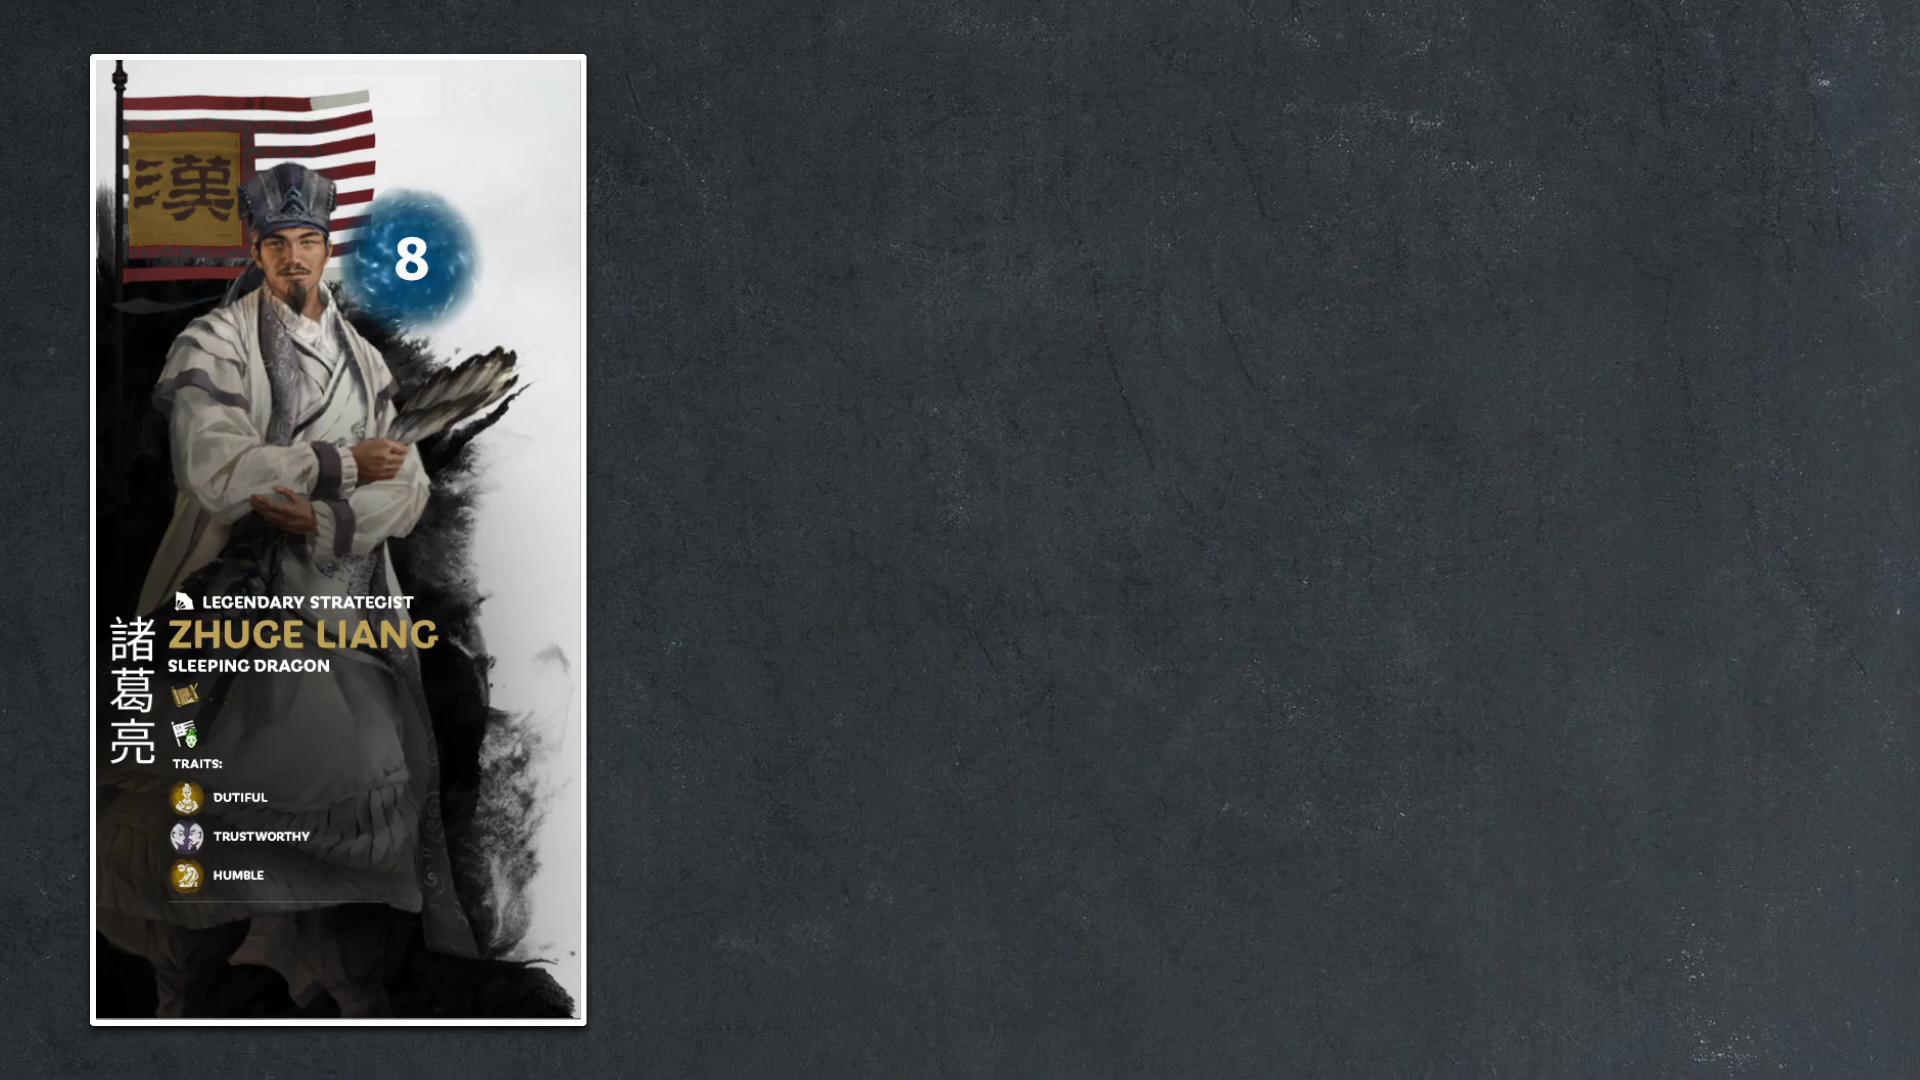 漢
8
LEGENDARY STRATEGIST
ZHUGE LIANG
SLEEPING DRAGON
諸葛亮
TRAITS:
DUTIFUL
TRUSTWORTHY
HUMBLE